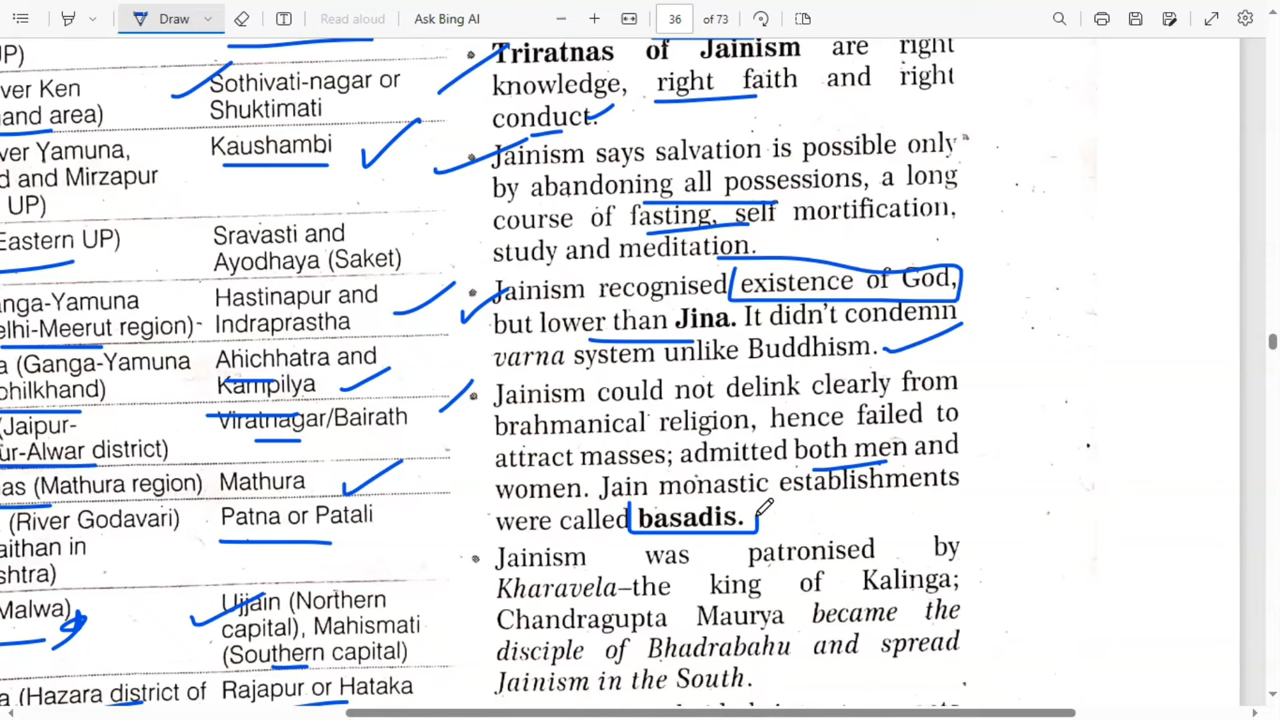 Draw
Read aloud
Ask Bing AI
36
of 73
UP)
ver Ken
and area)
Sothivati-nagar or
Shuktimati
ver Yamuna,
d and Mirzapur
UP)
Kaushambi
Eastern UP)
Sravasti and
Ayodhaya (Saket)
anga-Yamuna
elhi-Meerut region)-
Hastinapur and
Indraprastha
a (Ganga-Yamuna
ohilkhand)
Ahichhatra and
Kampilya
(Jaipur-
ur-Alwar district)
Viratnagar/Bairath
as (Mathura region)
Mathura
(River Godavari)
aithan in
shtra)
Patna or Patali
Malwa)
Ujjain (Northern
capital), Mahismati
(Southern capital)
a (Hazara district of
Rajapur or Hataka
• Triratnas of Jainism are right
knowledge, right faith and right
conduct.
• Jainism says salvation is possible only
by abandoning all possessions, a long
course of fasting, self mortification,
study and meditation.
• Jainism recognised existence of God,
but lower than Jina. It didn't condemn
varna system unlike Buddhism.
• Jainism could not delink clearly from
brahmanical religion, hence failed to
attract masses; admitted both men and
women. Jain monastic establishments
were called basadis.
• Jainism was patronised by
Kharavela–the king of Kalinga;
Chandragupta Maurya became the
disciple of Bhadrabahu and spread
Jainism in the South.